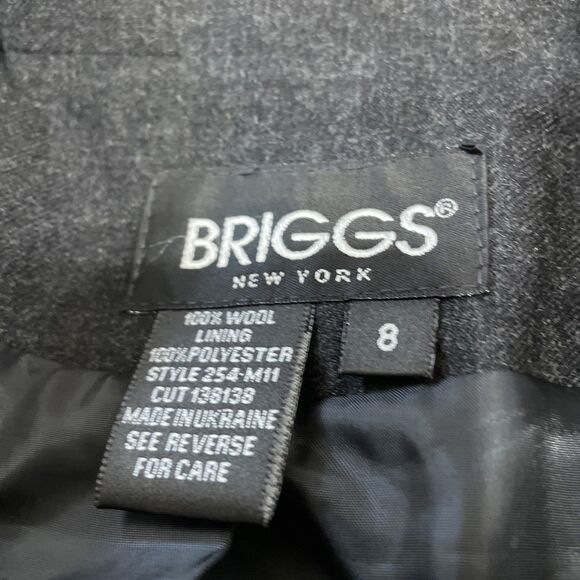 BRIGGS®
NEW YORK
100% WOOL
LINING
100%POLYESTER
STYLE 254-M11
CUT 138138
MADE IN UKRAINE
SEE REVERSE
FOR CARE
8